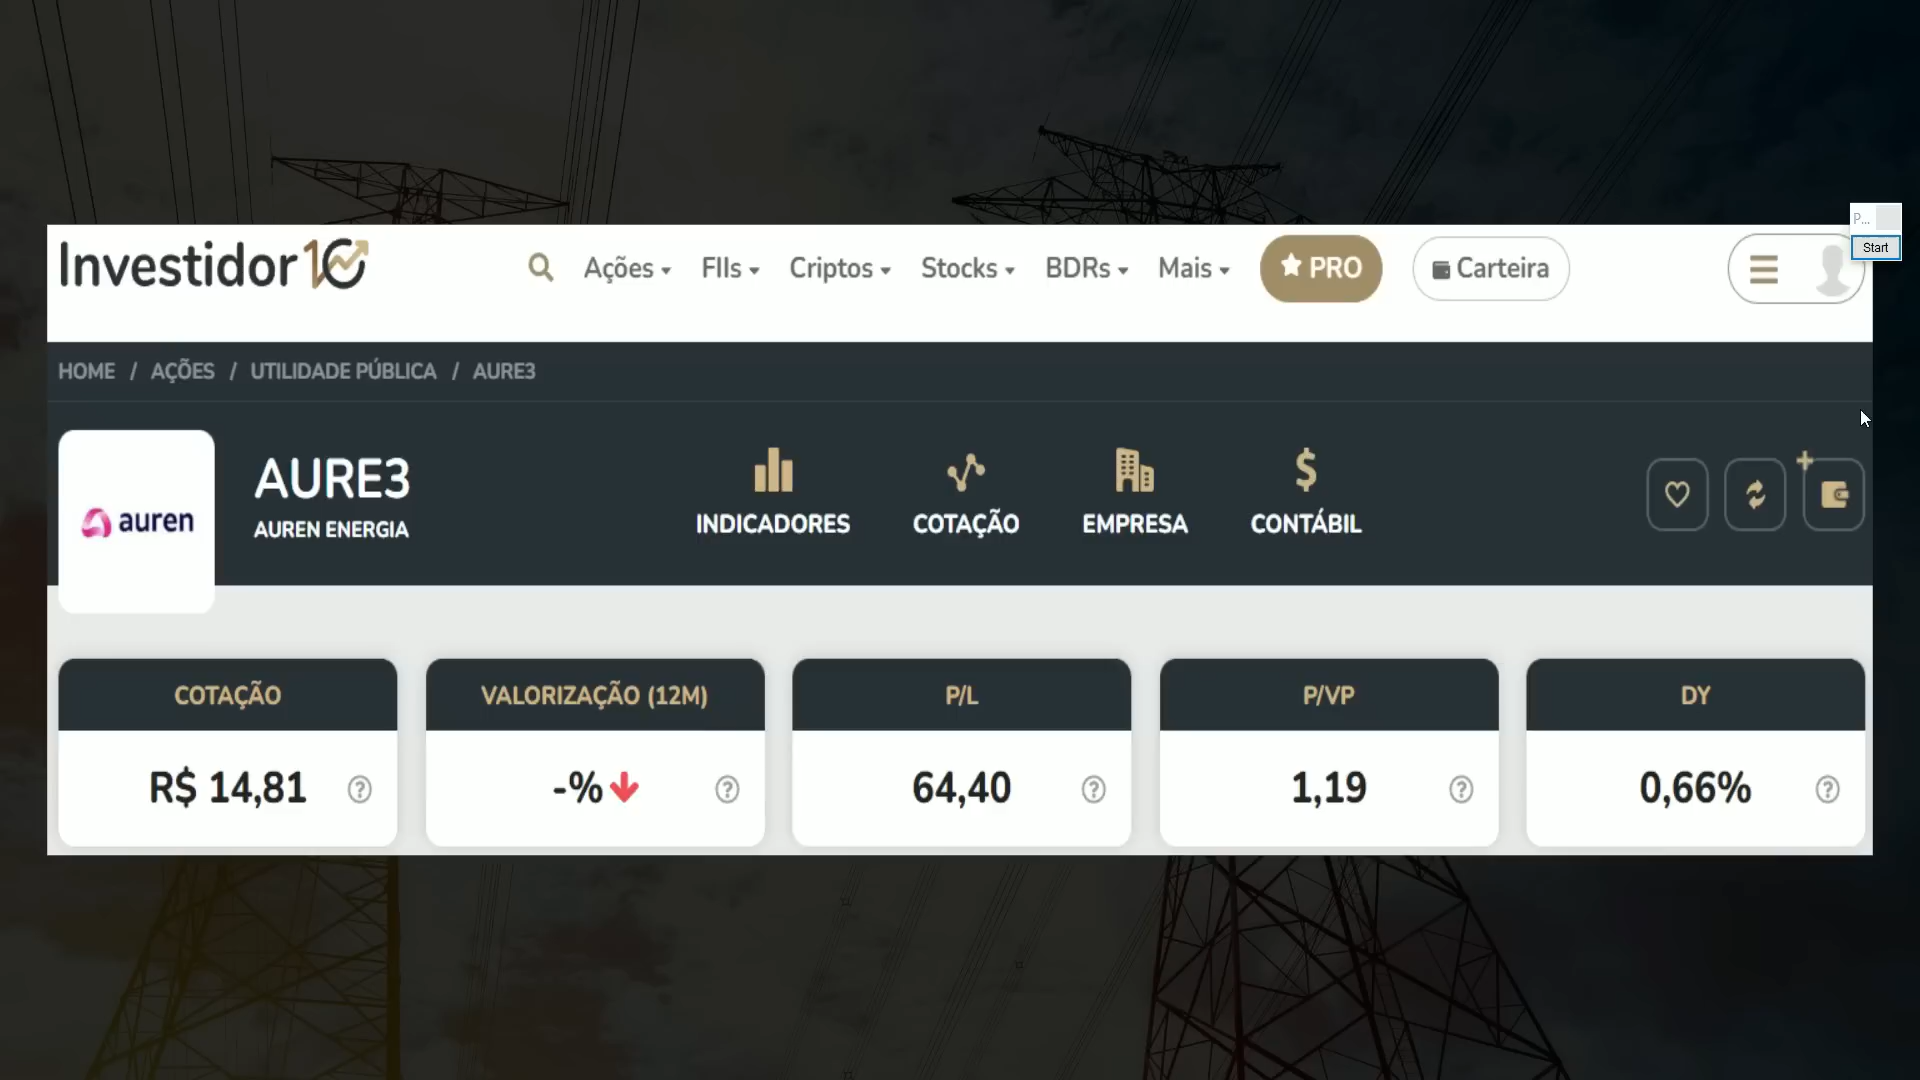 Investidor10
Ações FIIs Criptos Stocks BDRs Mais PRO Carteira
P...
Start
HOME / AÇÕES / UTILIDADE PÚBLICA / AURE3
auren
AURE3
AUREN ENERGIA
INDICADORES COTAÇÃO EMPRESA CONTÁBIL
COTAÇÃO VALORIZAÇÃO (12M) P/L P/VP DY
R$ 14,81 ? -% ? 64,40 ? 1,19 ? 0,66% ?